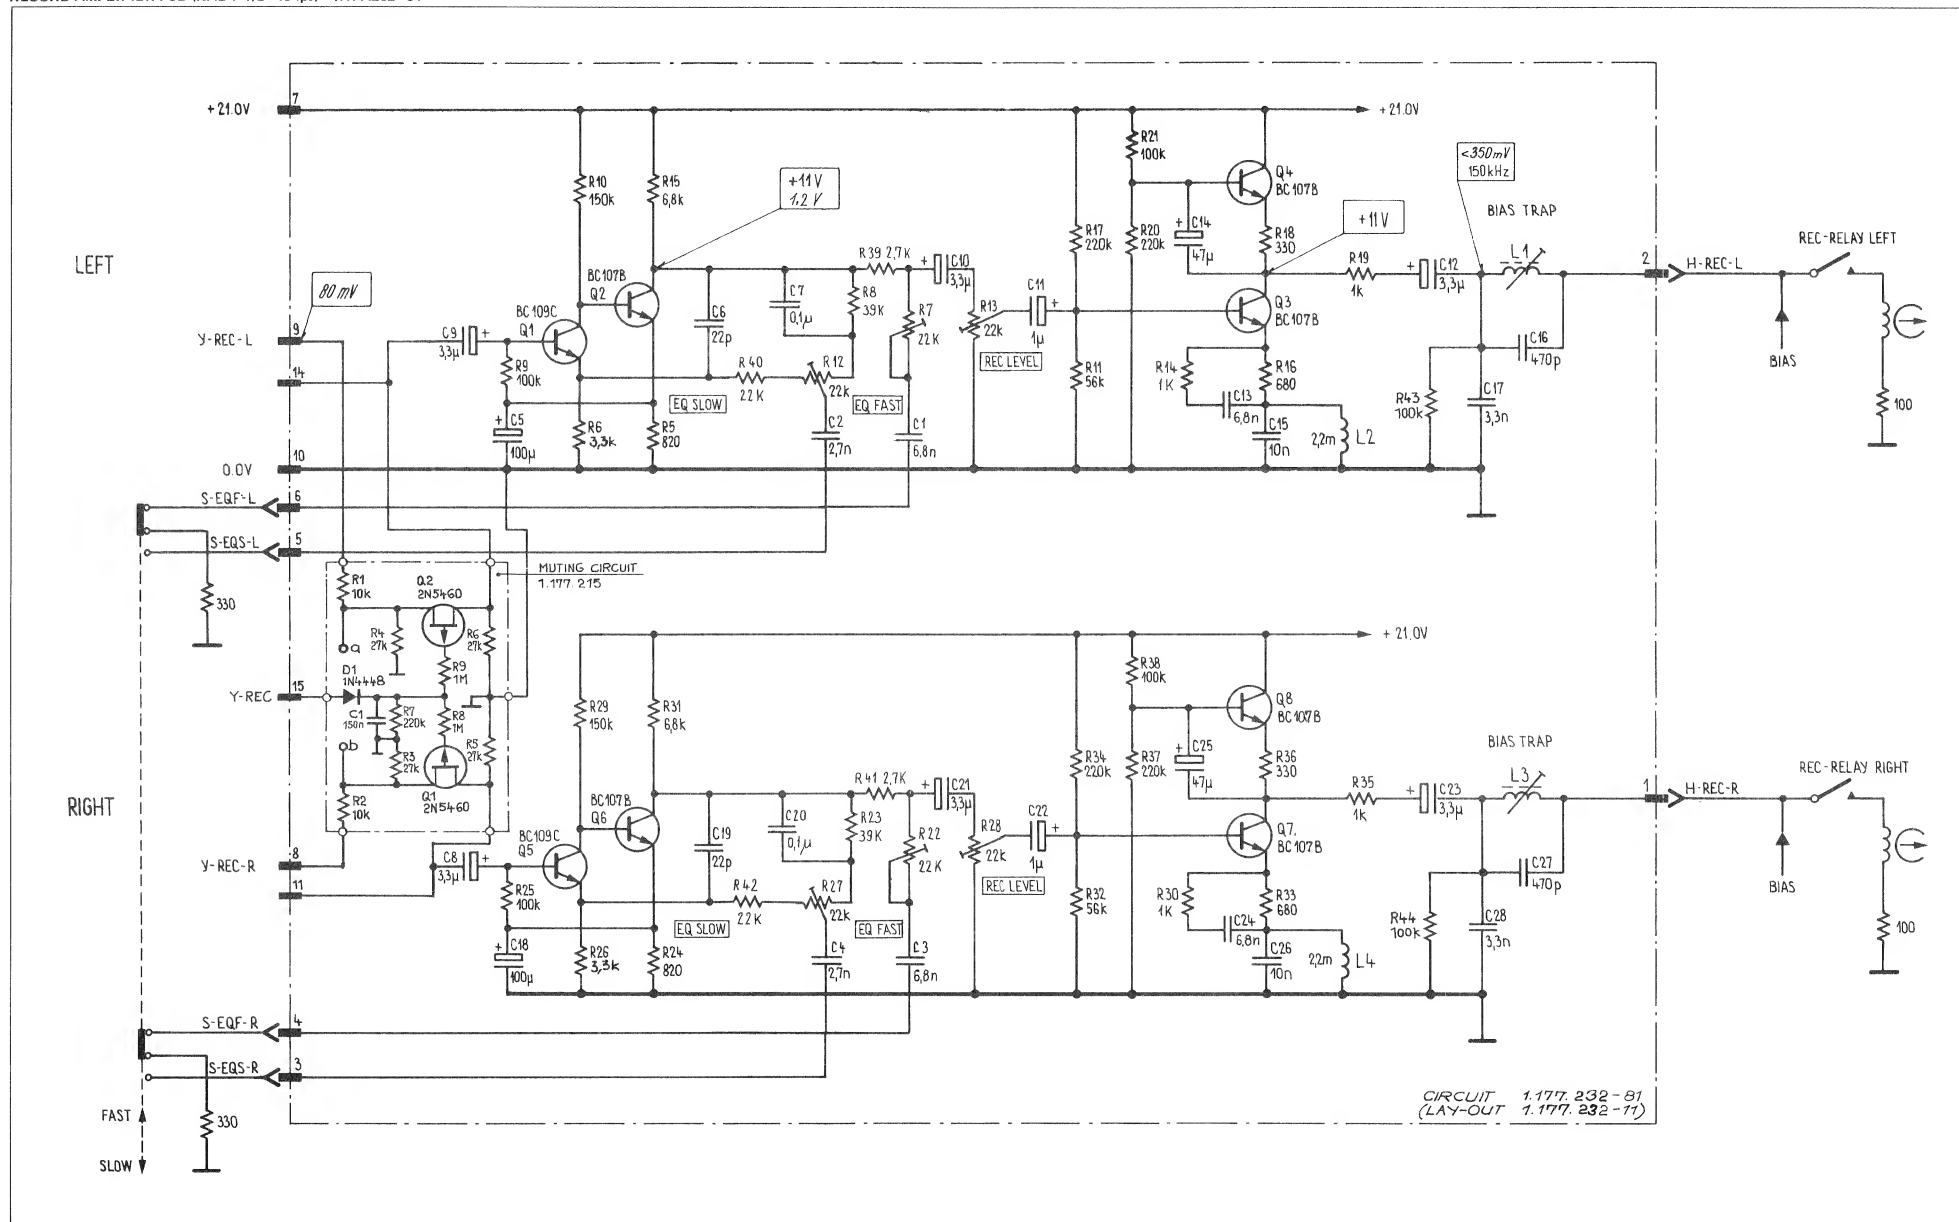 +21.0V
7
+21.0V
R10
150k
R15
6,8k
+11V
1.2 V
R21
100k
Q4
BC107B
<350mV
150kHz
BIAS TRAP
LEFT
R17
220k
R20
220k
C14
+
47µ
R18
330
+11V
L1
REC-RELAY LEFT
80 mV
BC107B
Q2
R39 2,7K
+
C10
3,3µ
R19
1k
+
C12
3,3µ
2
H-REC-L
C7
0,1µ
R8
39K
R7
22K
R13
22k
C11
+
1µ
Q3
BC107B
9
Y-REC-L
C9
+
3,3µ
BC109C
Q1
C6
22p
REC LEVEL
C16
470p
BIAS
14
R9
100k
R40
22K
R12
22k
R11
56k
R14
1K
R16
680
EQ SLOW
EQ FAST
C13
6,8n
R43
100k
C17
3,3n
100
+
C5
100µ
R6
3,3k
R5
820
C2
2,7n
C1
6,8n
C15
10n
2,2m
L2
0.0V
10
S-EQF-L
6
S-EQS-L
5
MUTING CIRCUIT
1.177.215
R1
10k
Q2
2N5460
330
R4
27k
R6
27k
a
+21.0V
D1
1N4448
R9
1M
R38
100k
Y-REC
15
C1
150n
R7
220k
R8
1M
R29
150k
R31
6,8k
Q8
BC107B
b
R3
27k
R5
27k
R34
220k
R37
220k
+
C25
47µ
R36
330
BIAS TRAP
L3
REC-RELAY RIGHT
RIGHT
R2
10k
Q1
2N5460
BC107B
Q6
R41 2,7K
+
C21
3,3µ
R35
1k
+
C23
3,3µ
1
H-REC-R
C20
0,1µ
R23
39K
R22
22K
R28
22k
C22
+
1µ
Q7.
BC107B
Y-REC-R
8
C8
+
3,3µ
BC109C
Q5
C19
22p
REC LEVEL
C27
470p
BIAS
11
R25
100k
R42
22K
R27
22k
R32
56k
R30
1K
R33
680
EQ SLOW
EQ FAST
C24
6,8n
R44
100k
C28
3,3n
100
+
C18
100µ
R26
3,3k
R24
820
C4
2,7n
C3
6,8n
C26
10n
2,2m
L4
S-EQF-R
4
S-EQS-R
3
FAST
330
SLOW
CIRCUIT 1.177.232-81
(LAY-OUT 1.177.232-11)